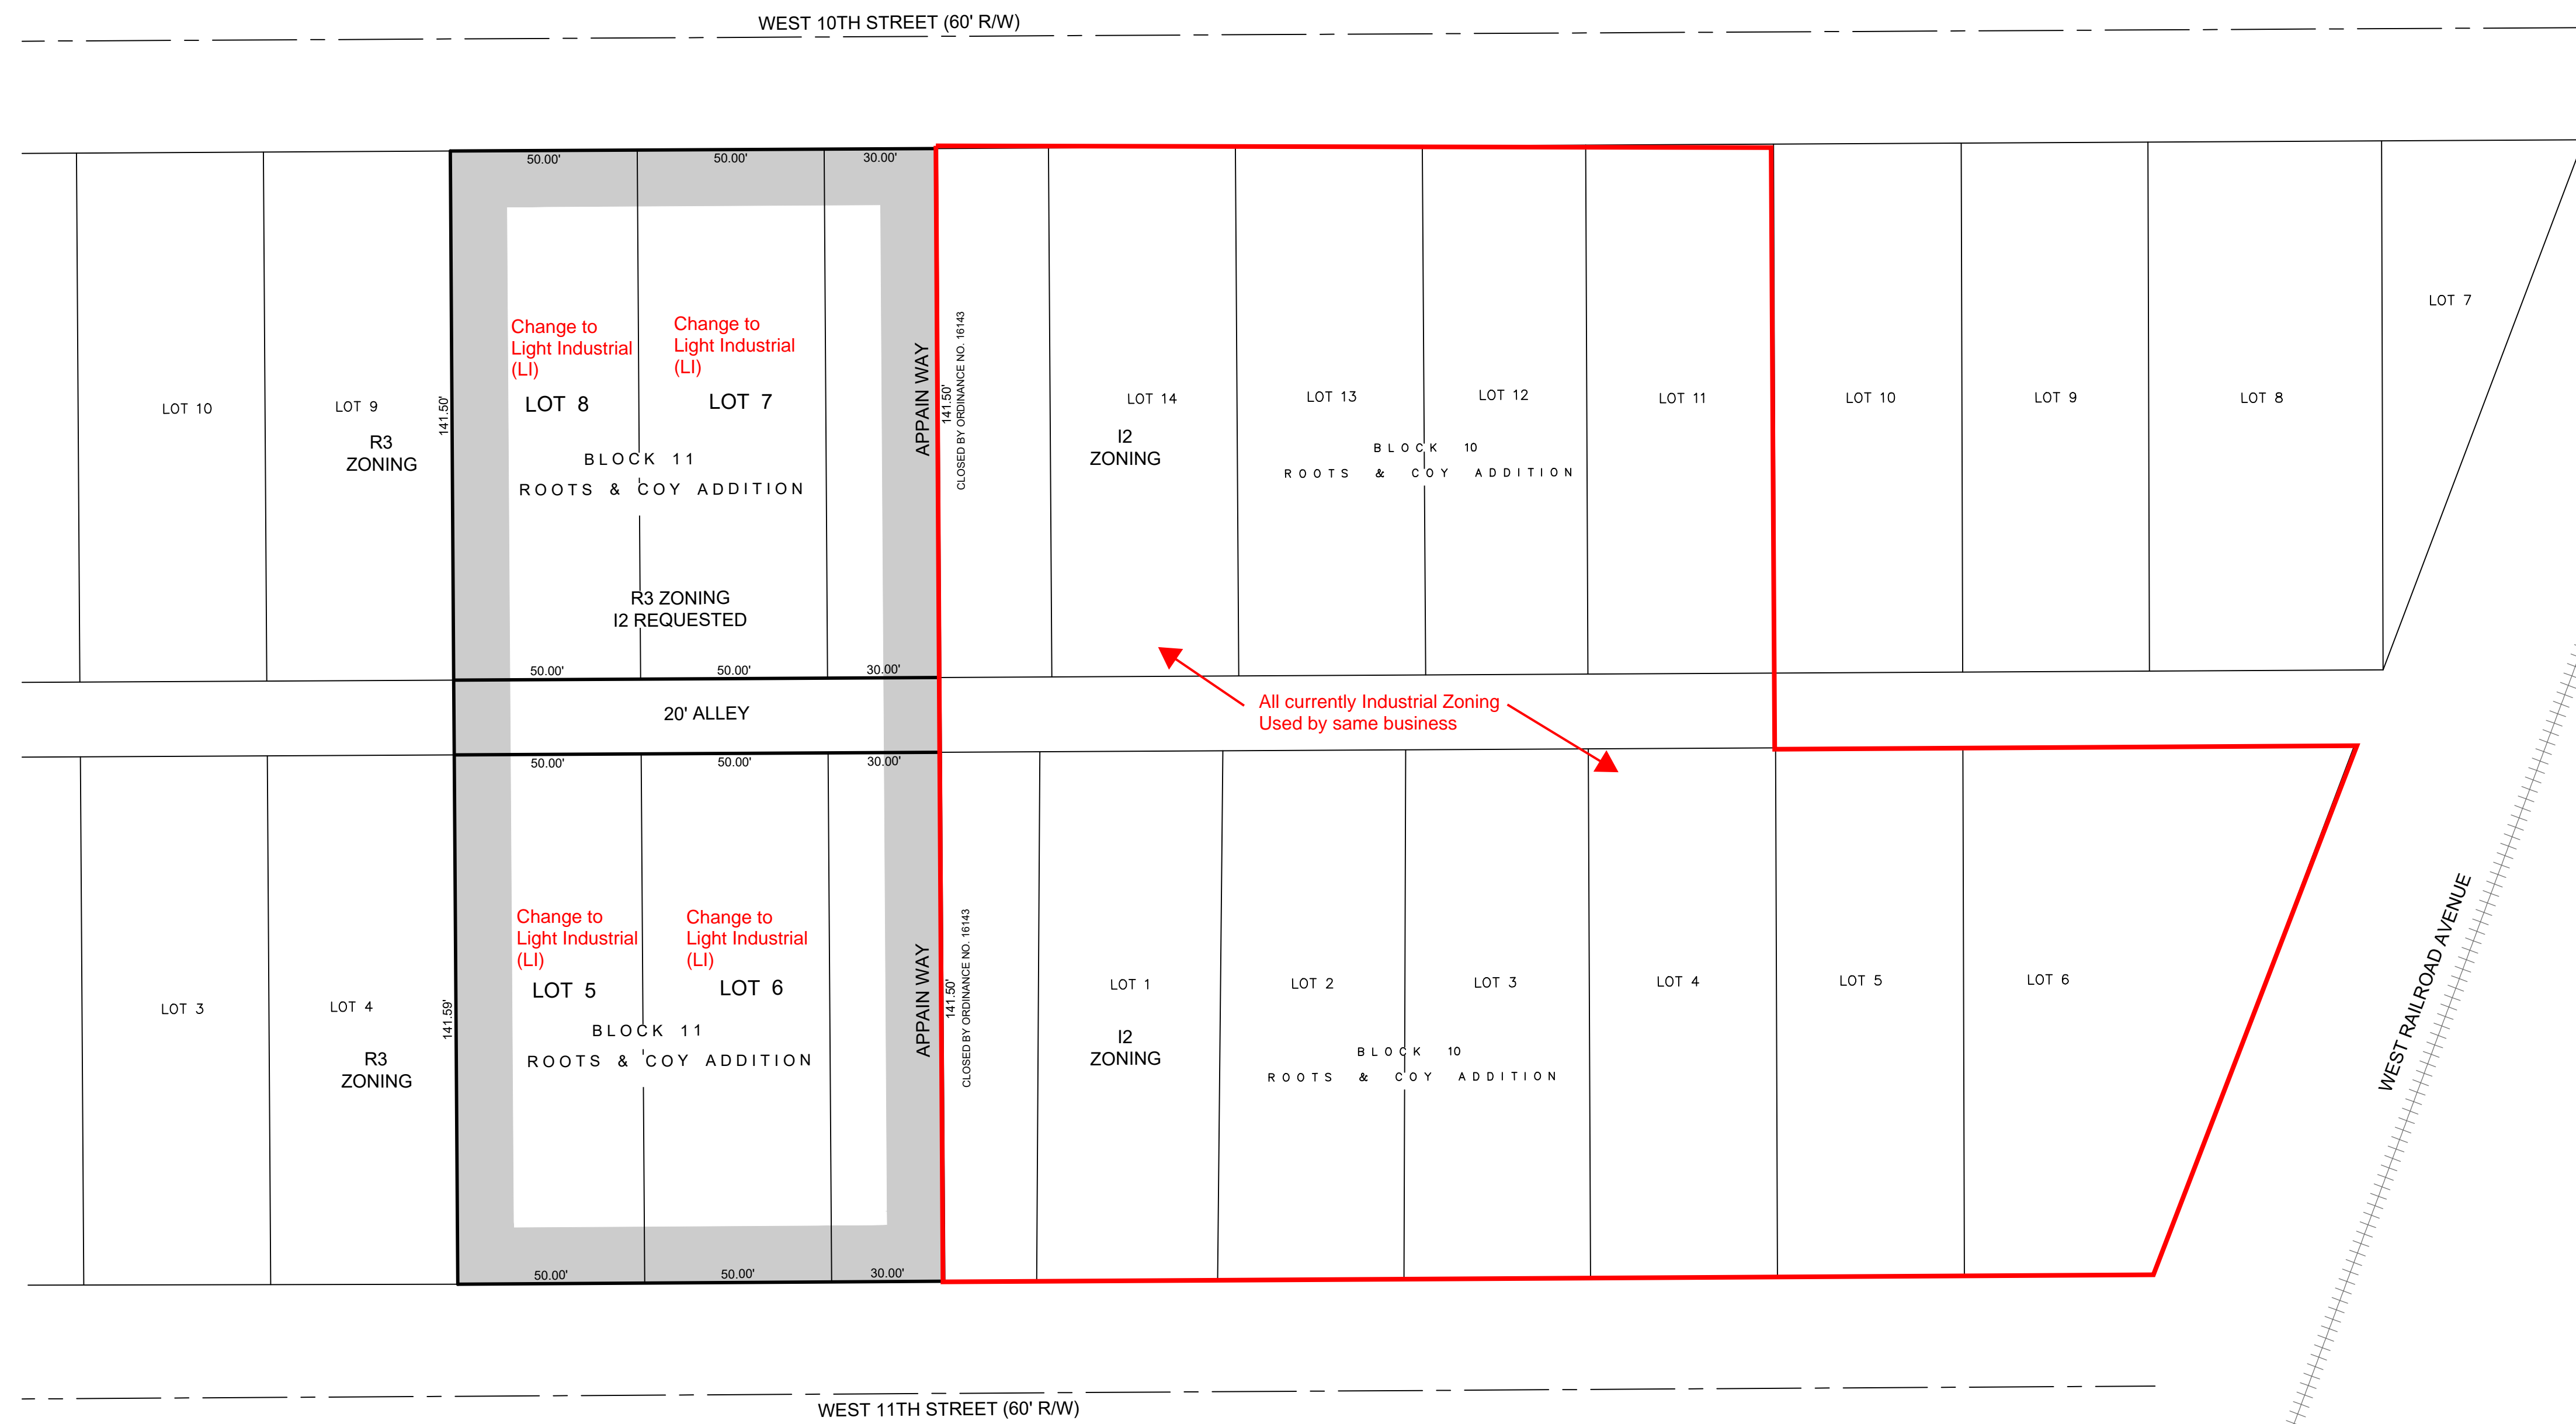 WEST 10TH STREET (60' R/W)
50.00'
50.00'
30.00'
Change to
Light Industrial
(LI)
Change to
Light Industrial
(LI)
LOT 10
LOT 9
R3
ZONING
141.50'
LOT 8
LOT 7
BLOCK 11
ROOTS & COY ADDITION
R3 ZONING
I2 REQUESTED
50.00'
50.00'
30.00'
APPAIN WAY
141.50'
CLOSED BY ORDINANCE NO. 16143
LOT 14
I2
ZONING
LOT 13
LOT 12
BLOCK 10
ROOTS & COY ADDITION
LOT 11
LOT 10
LOT 9
LOT 8
LOT 7
20' ALLEY
All currently Industrial Zoning
Used by same business
50.00'
50.00'
30.00'
Change to
Light Industrial
(LI)
Change to
Light Industrial
(LI)
LOT 3
LOT 4
R3
ZONING
141.59'
LOT 5
LOT 6
BLOCK 11
ROOTS & COY ADDITION
50.00'
50.00'
30.00'
APPAIN WAY
141.50'
CLOSED BY ORDINANCE NO. 16143
LOT 1
I2
ZONING
LOT 2
LOT 3
BLOCK 10
ROOTS & COY ADDITION
LOT 4
LOT 5
LOT 6
WEST RAILROAD AVENUE
WEST 11TH STREET (60' R/W)